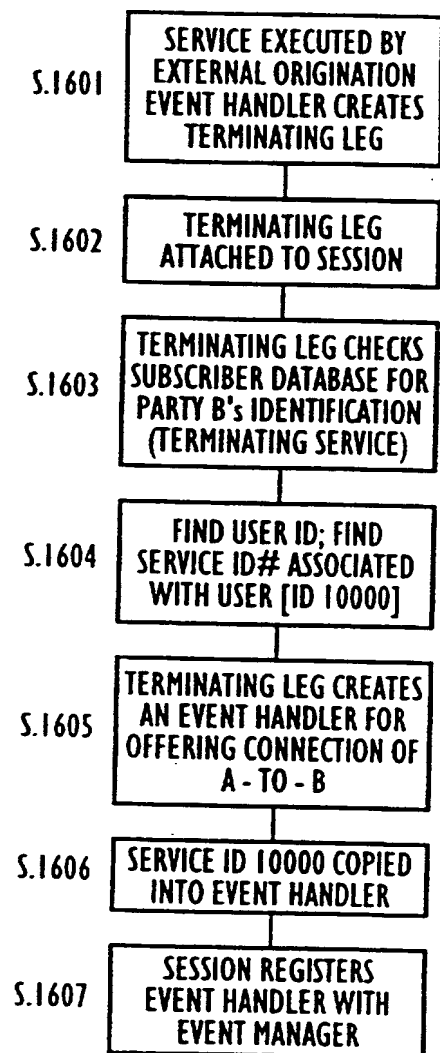 S.1601
SERVICE EXECUTED BY
EXTERNAL ORIGINATION
EVENT HANDLER CREATES
TERMINATING LEG
S.1602
TERMINATING LEG
ATTACHED TO SESSION
S.1603
TERMINATING LEG CHECKS
SUBSCRIBER DATABASE FOR
PARTY B's IDENTIFICATION
(TERMINATING SERVICE)
S.1604
FIND USER ID; FIND
SERVICE ID# ASSOCIATED
WITH USER [ID 10000]
S.1605
TERMINATING LEG CREATES
AN EVENT HANDLER FOR
OFFERING CONNECTION OF
A - TO - B
S.1606
SERVICE ID 10000 COPIED
INTO EVENT HANDLER
S.1607
SESSION REGISTERS
EVENT HANDLER WITH
EVENT MANAGER